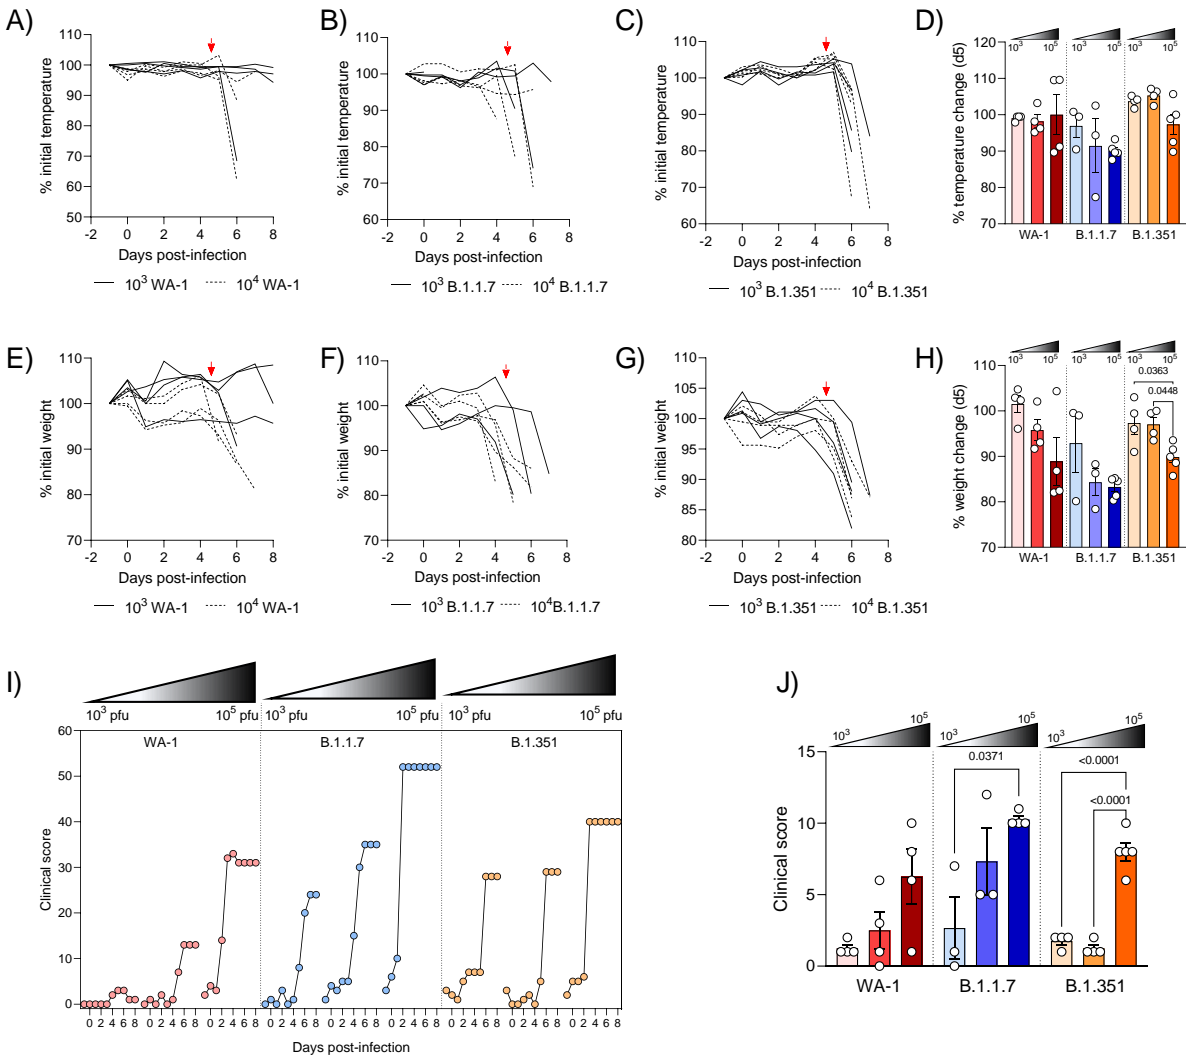 A)
% initial temperature
110
100
90
80
70
60
50
-2 0 2 4 6 8
Days post-infection
10³ WA-1 10⁴ WA-1
B)
% initial temperature
110
100
90
80
70
60
-2 0 2 4 6 8
Days post-infection
10³ B.1.1.7 10⁴ B.1.1.7
C)
% initial temperature
110
100
90
80
70
60
-2 0 2 4 6 8
Days post-infection
10³ B.1.351 10⁴ B.1.351
D)
% temperature change (d5)
120
110
100
90
80
70
10³ 10⁵ 10³ 10⁵ 10³ 10⁵
WA-1 B.1.1.7 B.1.351
E)
% initial weight
110
100
90
80
70
-2 0 2 4 6 8
Days post-infection
10³ WA-1 10⁴ WA-1
F)
% initial weight
110
100
90
80
70
-2 0 2 4 6 8
Days post-infection
10³ B.1.1.7 10⁴B.1.1.7
G)
% initial weight
110
105
100
95
90
85
80
-2 0 2 4 6 8
Days post-infection
10³ B.1.351 10⁴ B.1.351
H)
% weight change (d5)
110
100
90
80
70
10³ 10⁵ 10³ 10⁵ 10³ 10⁵
0.0363
0.0448
WA-1 B.1.1.7 B.1.351
I)
10³ pfu 10⁵ pfu 10³ pfu 10⁵ pfu 10³ pfu 10⁵ pfu
WA-1 B.1.1.7 B.1.351
Clinical score
60
50
40
30
20
10
0
0 2 4 6 8 0 2 4 6 8 0 2 4 6 8 0 2 4 6 8 0 2 4 6 8 0 2 4 6 8 0 2 4 6 8 0 2 4 6 8 0 2 4 6 8
Days post-infection
J)
10³ 10⁵ 10³ 10⁵ 10³ 10⁵
Clinical score
15
10
5
0
0.0371
<0.0001
<0.0001
WA-1 B.1.1.7 B.1.351